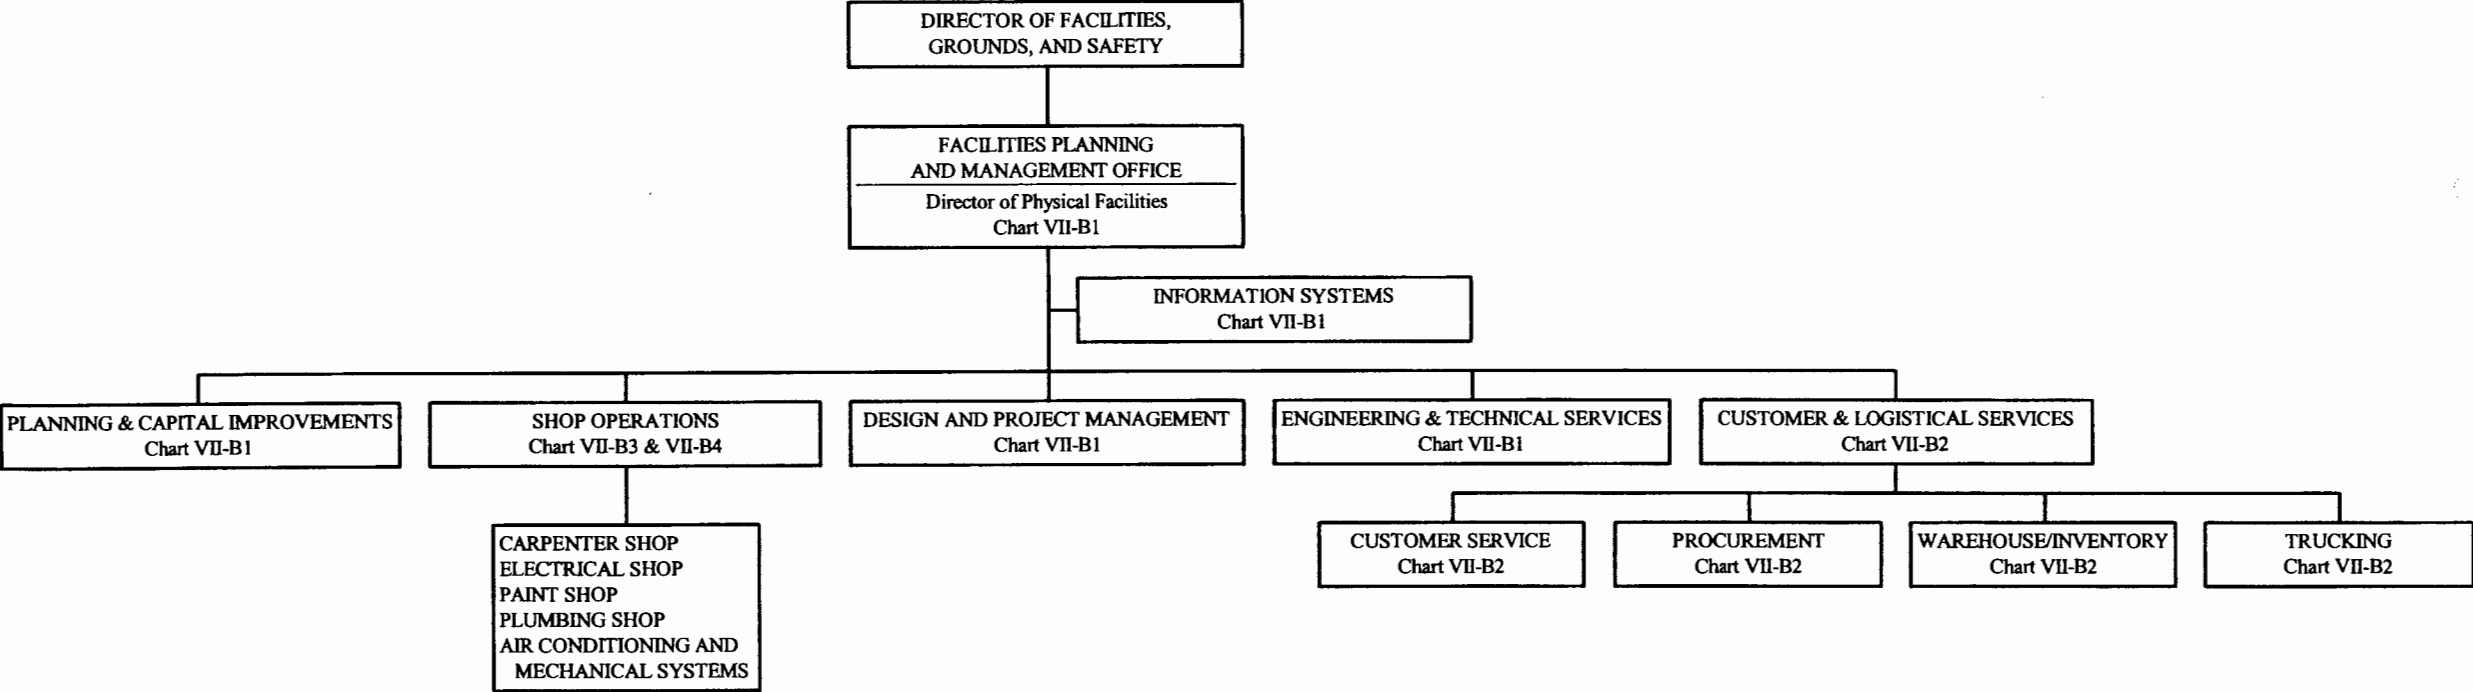 DIRECTOR OF FACILITIES,
GROUNDS, AND SAFETY
FACILITIES PLANNING
AND MANAGEMENT OFFICE
Director of Physical Facilities
Chart VII-B1
INFORMATION SYSTEMS
Chart VII-B1
PLANNING & CAPITAL IMPROVEMENTS
Chart VII-B1
SHOP OPERATIONS
Chart VII-B3 & VII-B4
DESIGN AND PROJECT MANAGEMENT
Chart VII-B1
ENGINEERING & TECHNICAL SERVICES
Chart VII-B1
CUSTOMER & LOGISTICAL SERVICES
Chart VII-B2
CARPENTER SHOP
ELECTRICAL SHOP
PAINT SHOP
PLUMBING SHOP
AIR CONDITIONING AND
MECHANICAL SYSTEMS
CUSTOMER SERVICE
Chart VII-B2
PROCUREMENT
Chart VII-B2
WAREHOUSE/INVENTORY
Chart VII-B2
TRUCKING
Chart VII-B2